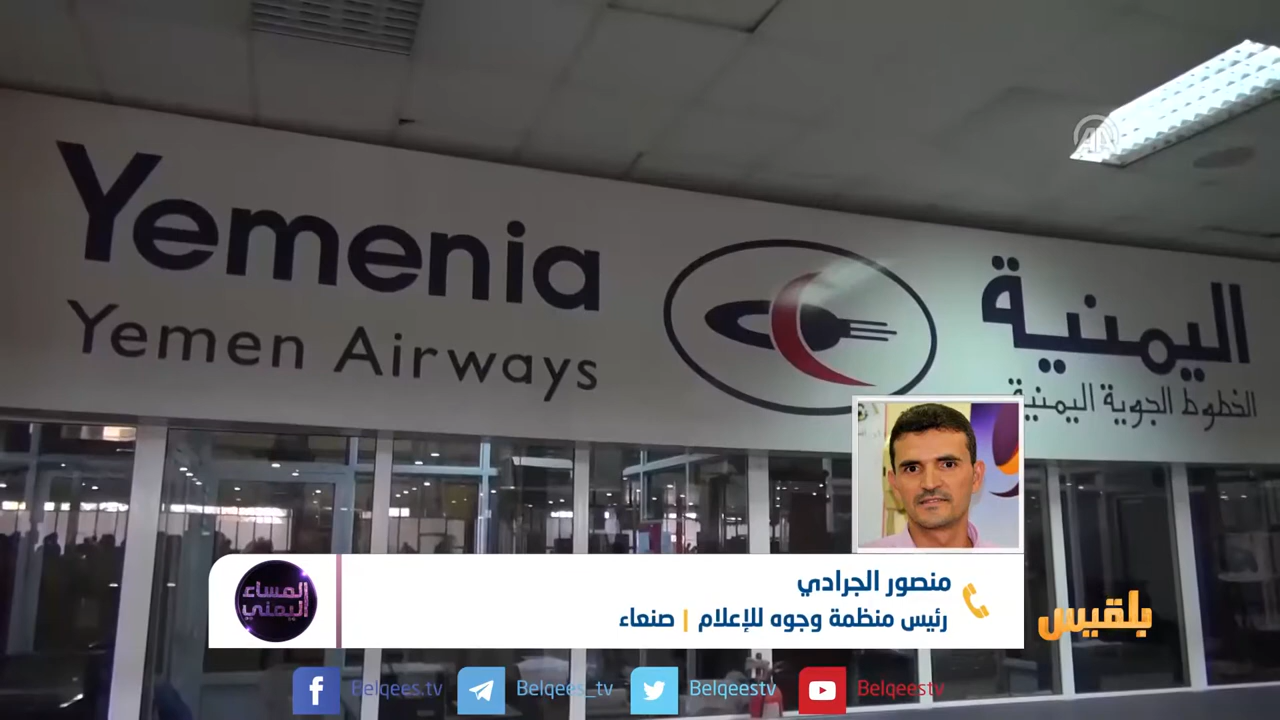 Yemenia
Yemen Airways
اليمنية
الخطوط الجوية اليمنية
AA
منصور الجرادي
رئيس منظمة وجوه للإعلام | صنعاء
المساء
اليمني
بلقيس
Belqees.tv
Belqees_tv
Belqeestv
Belqeestv